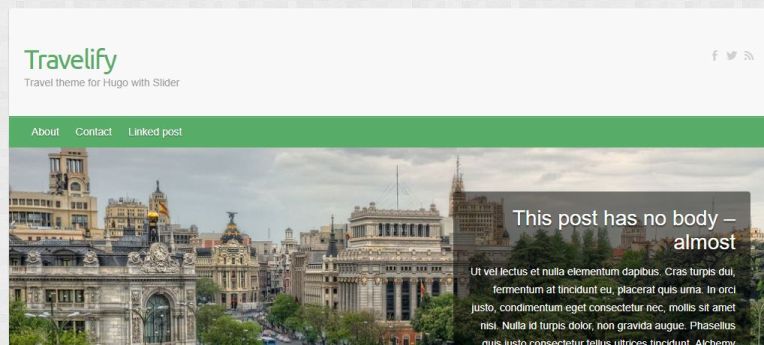 Travelify
Travel theme for Hugo with Slider
About Contact Linked post
This post has no body –
almost
Ut vel lectus et nulla elementum dapibus. Cras turpis dui,
fermentum at tincidunt eu, placerat quis urna. In orci
justo, condimentum eget consectetur nec, mollis sit amet
nisi. Nulla id turpis dolor, non gravida augue. Phasellus
quis justo consectetur tellus ultrices tincidunt. Alchemy